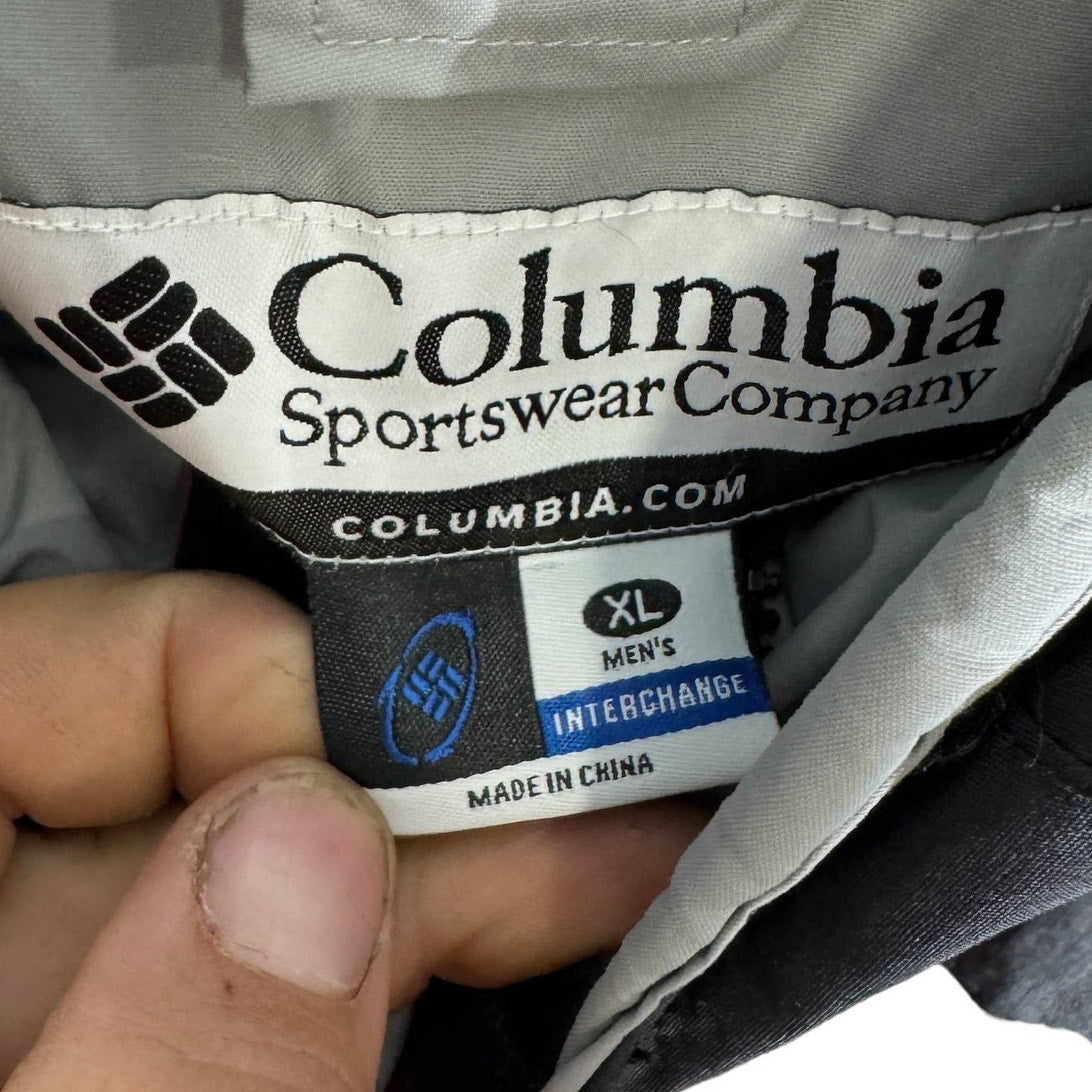 Columbia
Sportswear Company
COLUMBIA.COM
XL
MEN'S
INTERCHANGE
MADE IN CHINA